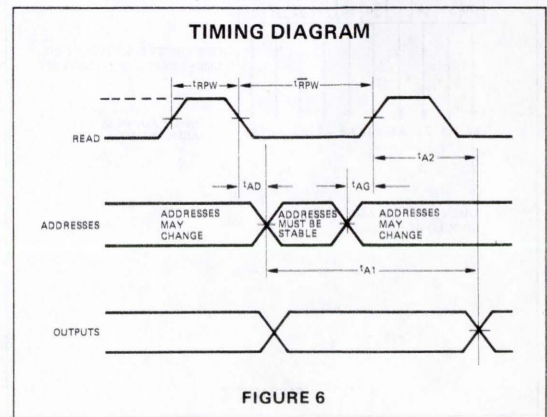 TIMING DIAGRAM
tRPW
tR̅P̅W̅
READ
tA2
tAD
tAG
ADDRESSES
ADDRESSES
MAY
CHANGE
ADDRESSES
MUST BE
STABLE
ADDRESSES
MAY
CHANGE
tA1
OUTPUTS
FIGURE 6